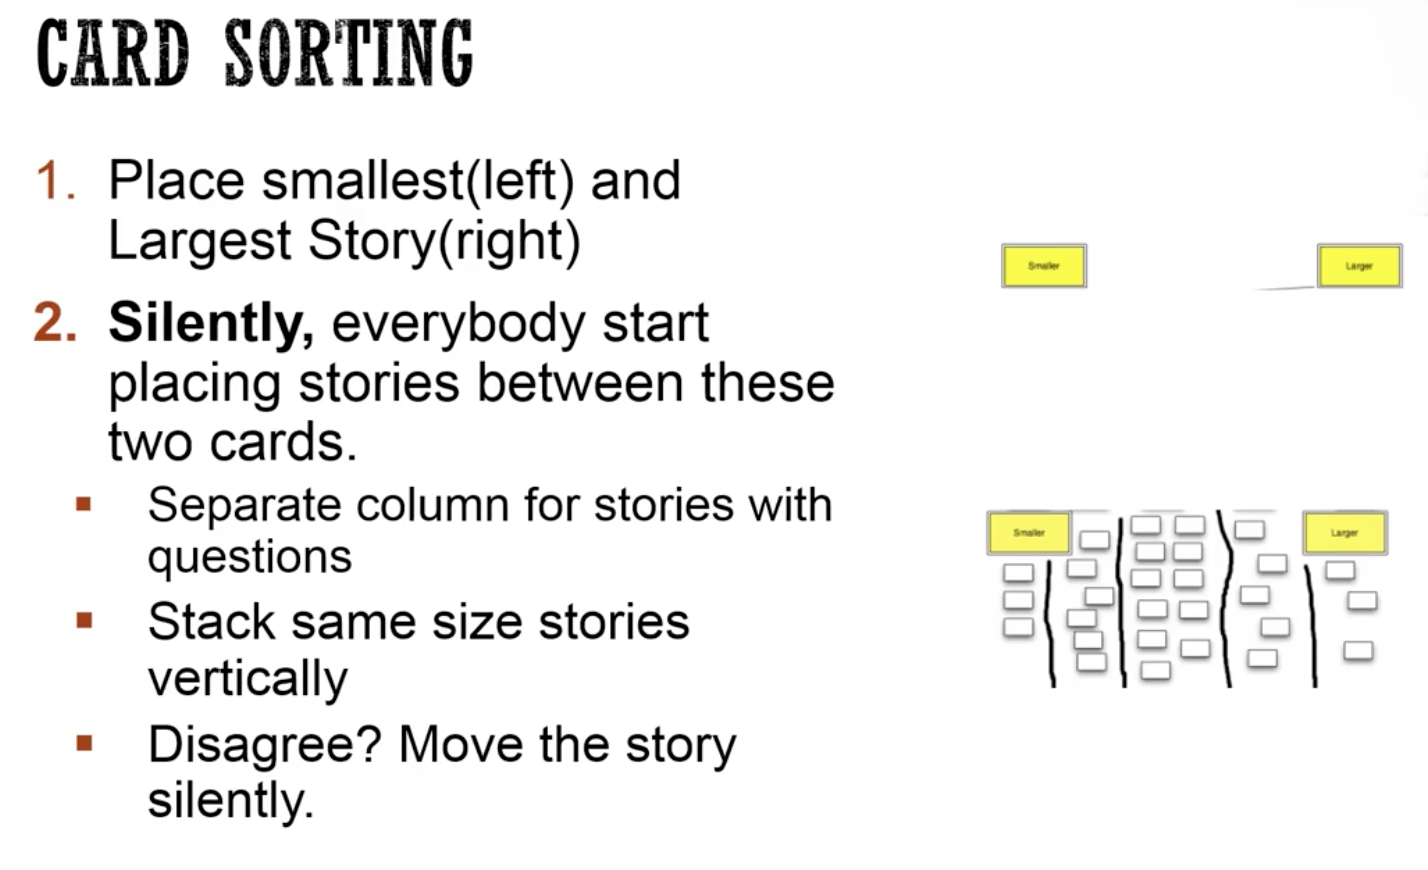 CARD SORTING
1. Place smallest(left) and
Largest Story(right)
2. Silently, everybody start
placing stories between these
two cards.
▪ Separate column for stories with
questions
▪ Stack same size stories
vertically
▪ Disagree? Move the story
silently.
Smaller
Larger
Smaller
Larger